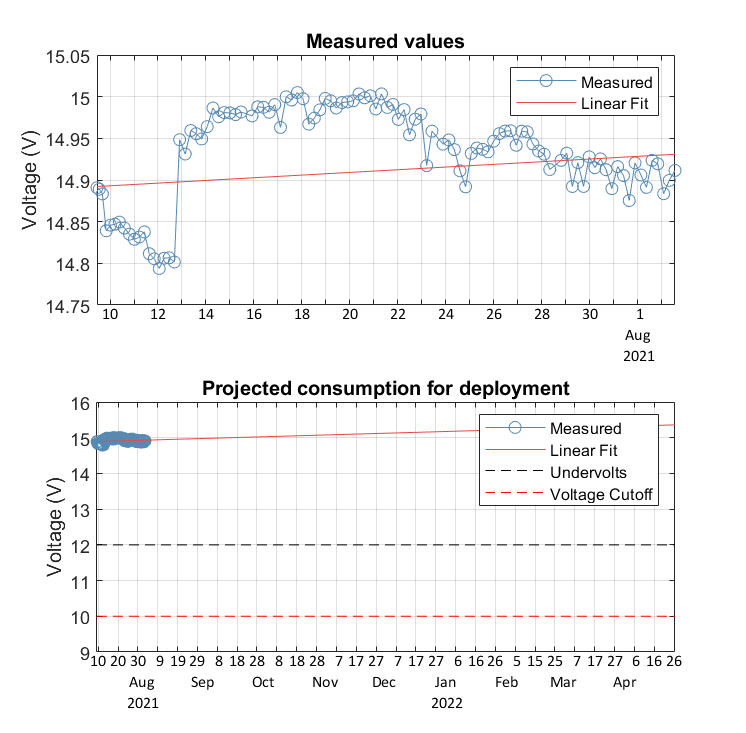 Measured values
15.05
15
14.95
14.9
14.85
14.8
14.75
Voltage (V)
Measured
Linear Fit
10 12 14 16 18 20 22 24 26 28 30 1
Aug
2021
Projected consumption for deployment
16
15
14
13
12
11
10
9
Voltage (V)
Measured
Linear Fit
Undervolts
Voltage Cutoff
10 20 30 9 19 29 8 18 28 8 18 28 7 17 27 7 17 27 6 16 26 5 15 25 7 17 27 6 16 26
Aug Sep Oct Nov Dec Jan Feb Mar Apr
2021 2022